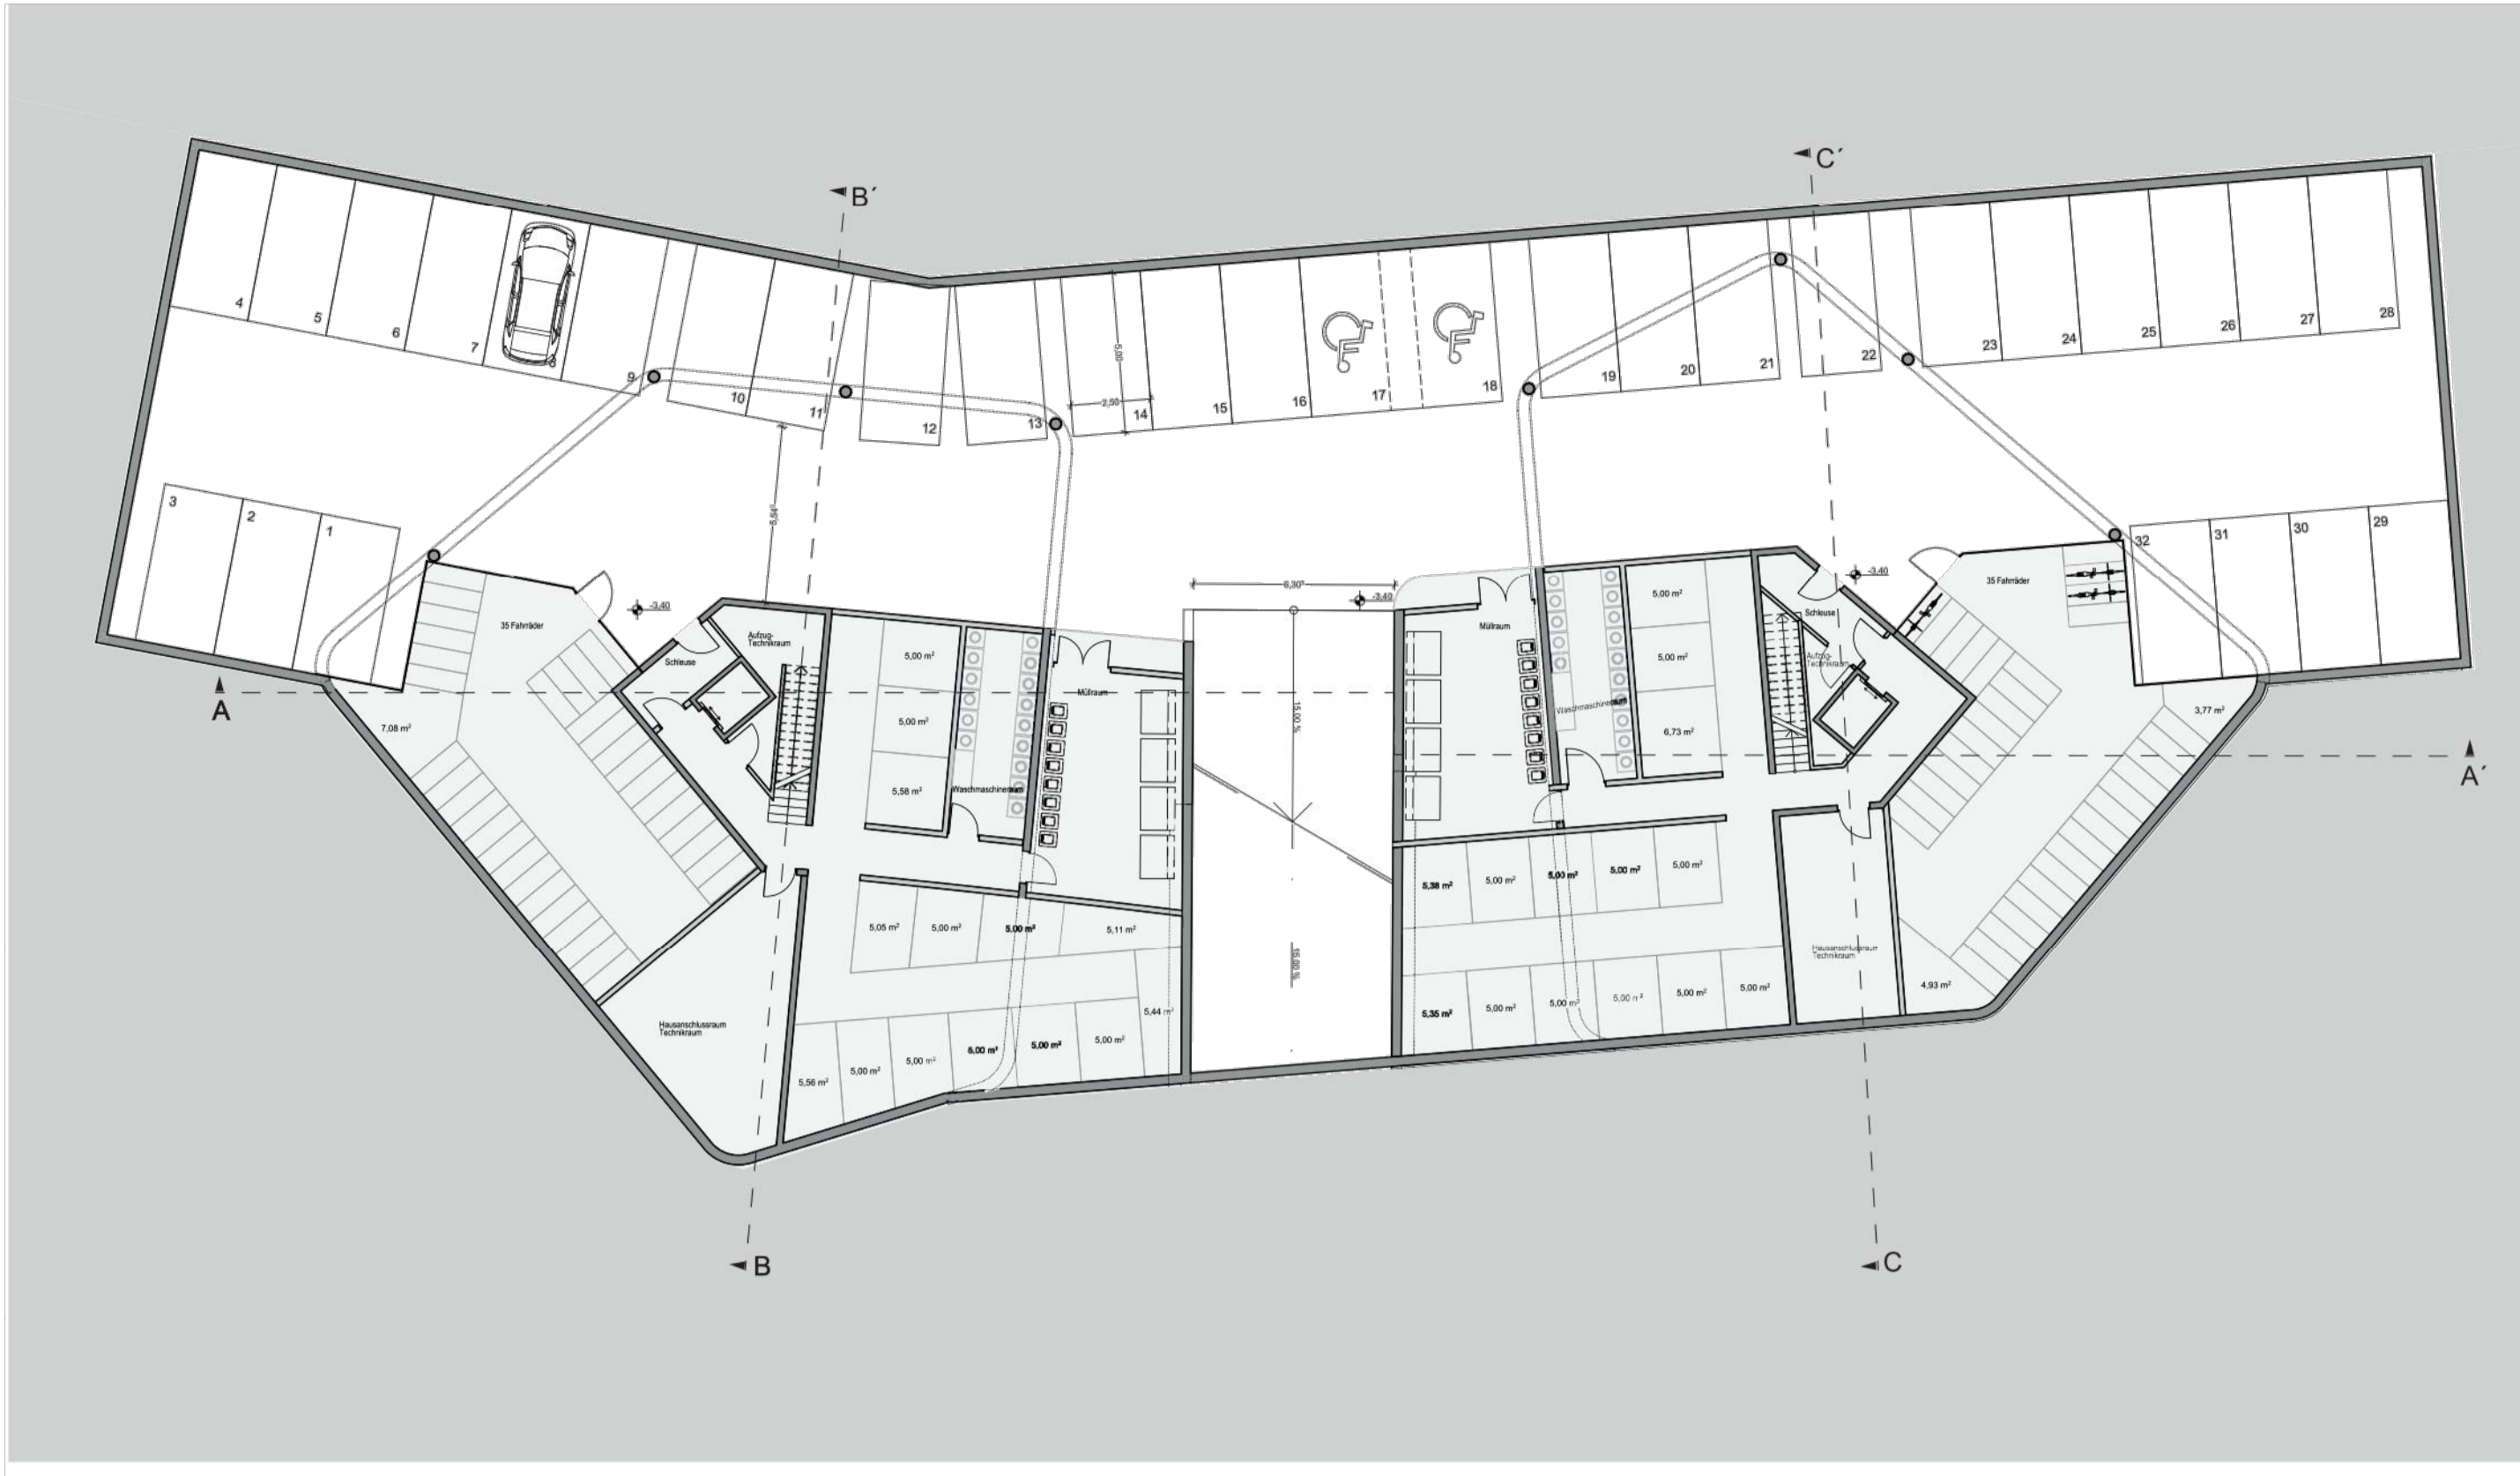 C´
B´
4
5
6
7
8
9
10
11
12
13
5,00
2,50
14
15
16
17
18
19
20
21
22
23
24
25
26
27
28
3
2
1
5,54⁵
32
31
30
29
35 Fahrräder
-3.40
Aufzug-
Technikraum
Schleuse
5,00 m²
5,00 m²
5,58 m²
Waschmaschinenraum
Müllraum
6,30⁵
-3.40
15,00 %
15,00 %
Müllraum
Waschmaschinenraum
5,00 m²
5,00 m²
6,73 m²
-3.40
Schleuse
Aufzug-
Technikraum
35 Fahrräder
A
7,08 m²
3,77 m²
A´
5,05 m²
5,00 m²
5,00 m²
5,11 m²
5,44 m²
5,56 m²
5,00 m²
5,00 m²
5,00 m²
5,00 m²
5,00 m²
Hausanschlussraum
Technikraum
5,38 m²
5,00 m²
5,00 m²
5,00 m²
5,00 m²
5,35 m²
5,00 m²
5,00 m²
5,00 m²
5,00 m²
5,00 m²
Hausanschlussraum
Technikraum
4,93 m²
B
C